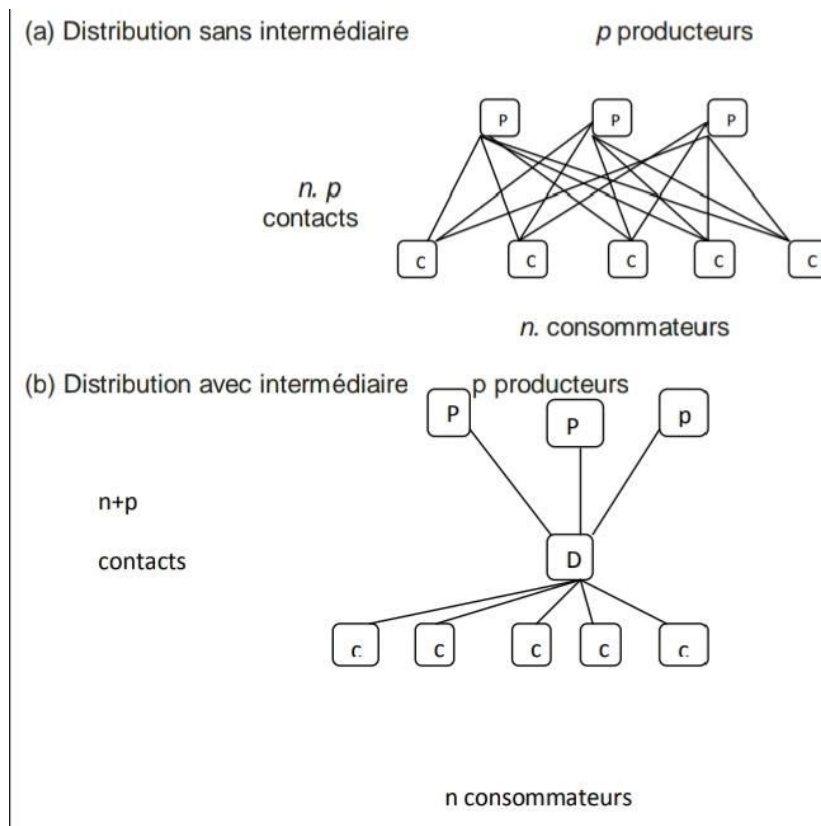 (a) Distribution sans intermédiaire p producteurs
P P P
n. p
contacts
C C C C C
n. consommateurs
(b) Distribution avec intermédiaire p producteurs
P P p
n+p
contacts
D
c c c c c
n consommateurs